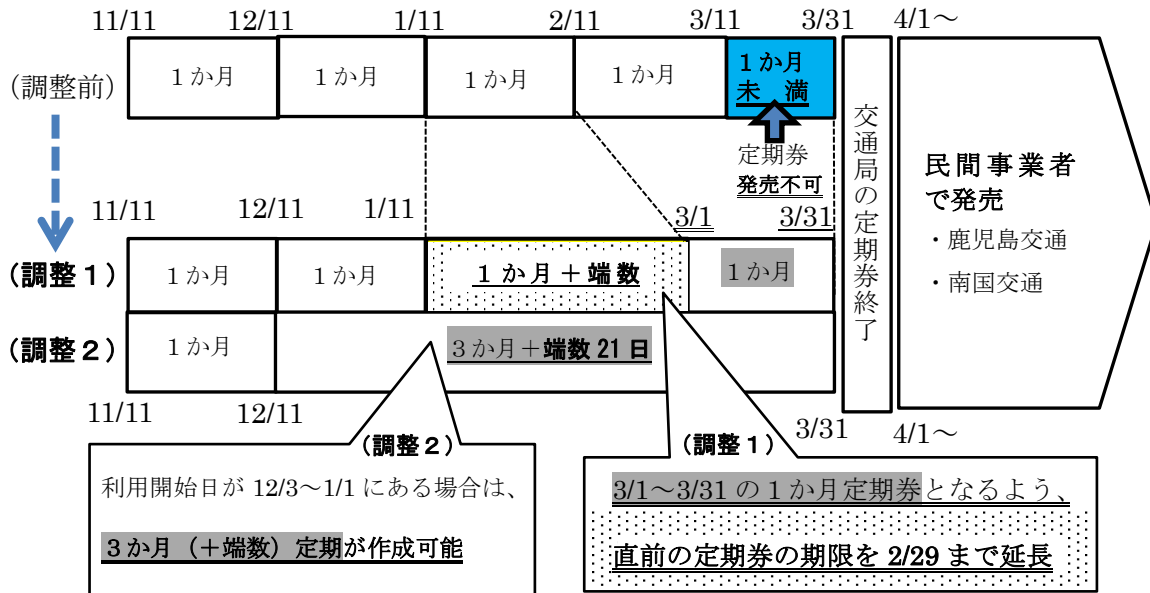 11/11 12/11 1/11 2/11 3/11 3/31 4/1～
(調整前)
１か月 １か月 １か月 １か月 １か月
未　満
定期券
発売不可
交通局の定期券終了
民間事業者
で発売
・鹿児島交通
・南国交通
11/11 12/11 1/11 3/1 3/31
(調整１) １か月 １か月 １か月＋端数 １か月
(調整２) １か月 ３か月＋端数 21 日
11/11 12/11 3/31 4/1～
(調整２)
利用開始日が 12/3～1/1 にある場合は、
３か月（＋端数）定期が作成可能
(調整１)
3/1～3/31 の１か月定期券となるよう、
直前の定期券の期限を 2/29 まで延長